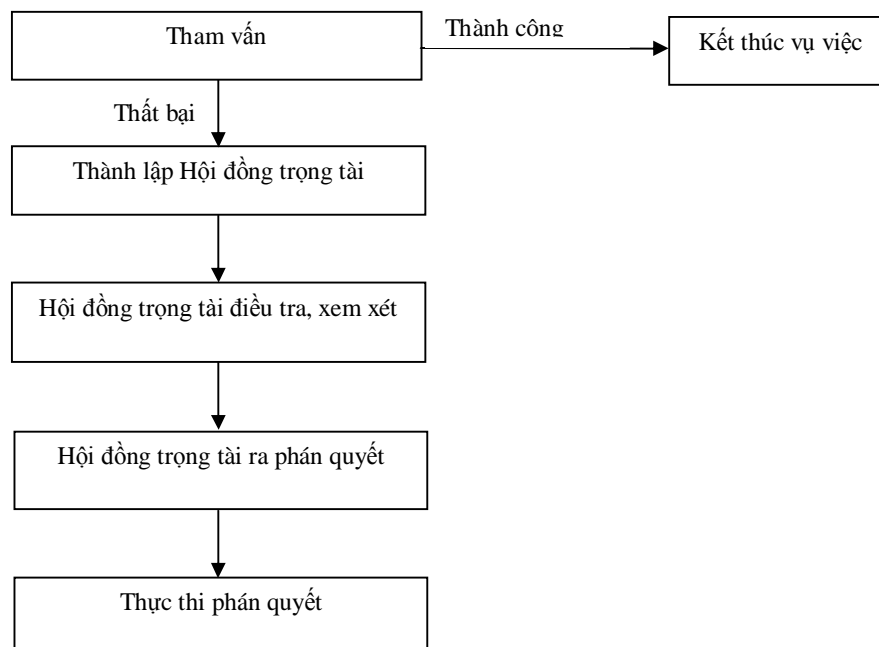 Tham vấn
Thành công
Kết thúc vụ việc
Thất bại
Thành lập Hội đồng trọng tài
Hội đồng trọng tài điều tra, xem xét
Hội đồng trọng tài ra phán quyết
Thực thi phán quyết